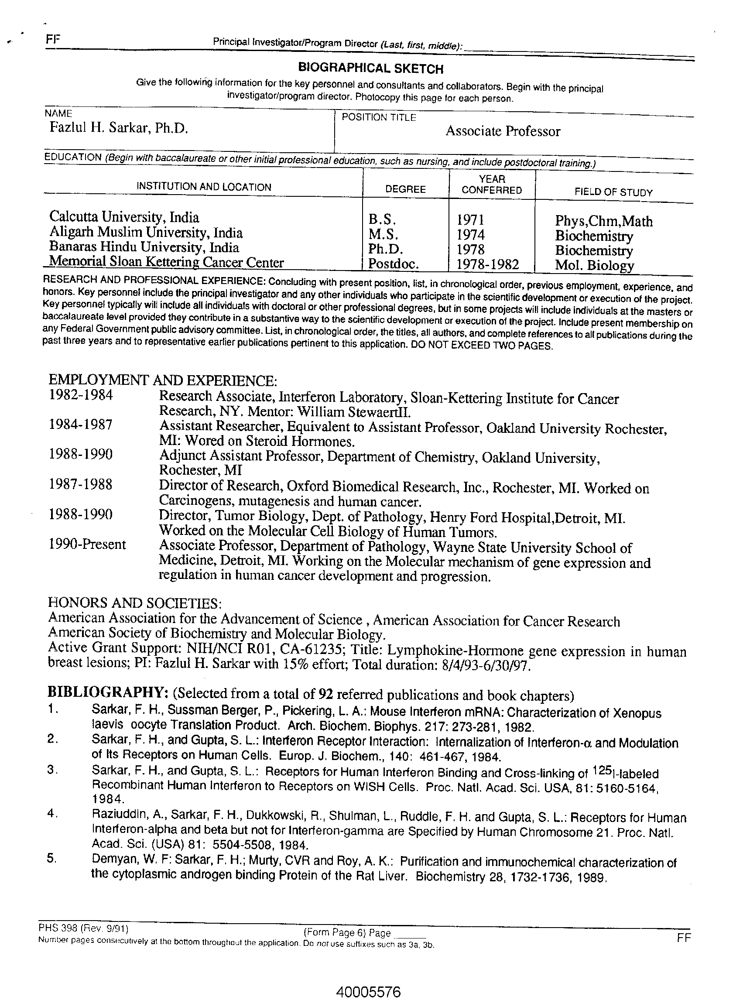 FF
Principal Investigator/Program Director (Last, first, middle):
BIOGRAPHICAL SKETCH
Give the following information for the key personnel and consultants and collaborators. Begin with the principal
investigator/program director. Photocopy this page for each person.
NAME
Fazlul H. Sarkar, Ph.D.
POSITION TITLE
Associate Professor
EDUCATION (Begin with baccalaureate or other initial professional education, such as nursing, and include postdoctoral training.)
INSTITUTION AND LOCATION DEGREE YEAR CONFERRED FIELD OF STUDY
Calcutta University, India B.S. 1971 Phys,Chm,Math
Aligarh Muslim University, India M.S. 1974 Biochemistry
Banaras Hindu University, India Ph.D. 1978 Biochemistry
Memorial Sloan Kettering Cancer Center Postdoc. 1978-1982 Mol. Biology
RESEARCH AND PROFESSIONAL EXPERIENCE: Concluding with present position, list, in chronological order, previous employment, experience, and
honors. Key personnel include the principal investigator and any other individuals who participate in the scientific development or execution of the project.
Key personnel typically will include all individuals with doctoral or other professional degrees, but in some projects will include individuals at the masters or
baccalaureate level provided they contribute in a substantive way to the scientific development or execution of the project. Include present membership on
any Federal Government public advisory committee. List, in chronological order, the titles, all authors, and complete references to all publications during the
past three years and to representative earlier publications pertinent to this application. DO NOT EXCEED TWO PAGES.
EMPLOYMENT AND EXPERIENCE:
1982-1984 Research Associate, Interferon Laboratory, Sloan-Kettering Institute for Cancer
Research, NY. Mentor: William StewaertII.
1984-1987 Assistant Researcher, Equivalent to Assistant Professor, Oakland University Rochester,
MI: Wored on Steroid Hormones.
1988-1990 Adjunct Assistant Professor, Department of Chemistry, Oakland University,
Rochester, MI
1987-1988 Director of Research, Oxford Biomedical Research, Inc., Rochester, MI. Worked on
Carcinogens, mutagenesis and human cancer.
1988-1990 Director, Tumor Biology, Dept. of Pathology, Henry Ford Hospital,Detroit, MI.
Worked on the Molecular Cell Biology of Human Tumors.
1990-Present Associate Professor, Department of Pathology, Wayne State University School of
Medicine, Detroit, MI. Working on the Molecular mechanism of gene expression and
regulation in human cancer development and progression.
HONORS AND SOCIETIES:
American Association for the Advancement of Science , American Association for Cancer Research
American Society of Biochemistry and Molecular Biology.
Active Grant Support: NIH/NCI R01, CA-61235; Title: Lymphokine-Hormone gene expression in human
breast lesions; PI: Fazlul H. Sarkar with 15% effort; Total duration: 8/4/93-6/30/97.
BIBLIOGRAPHY: (Selected from a total of 92 referred publications and book chapters)
1. Sarkar, F. H., Sussman Berger, P., Pickering, L. A.: Mouse Interferon mRNA: Characterization of Xenopus
laevis oocyte Translation Product. Arch. Biochem. Biophys. 217: 273-281, 1982.
2. Sarkar, F. H., and Gupta, S. L.: Interferon Receptor Interaction: Internalization of Interferon-α and Modulation
of Its Receptors on Human Cells. Europ. J. Biochem., 140: 461-467, 1984.
3. Sarkar, F. H., and Gupta, S. L.: Receptors for Human Interferon Binding and Cross-linking of 125I-labeled
Recombinant Human Interferon to Receptors on WISH Cells. Proc. Natl. Acad. Sci. USA, 81: 5160-5164,
1984.
4. Raziuddin, A., Sarkar, F. H., Dukkowski, R., Shulman, L., Ruddle, F. H. and Gupta, S. L.: Receptors for Human
Interferon-alpha and beta but not for Interferon-gamma are Specified by Human Chromosome 21. Proc. Natl.
Acad. Sci. (USA) 81: 5504-5508, 1984.
5. Demyan, W. F: Sarkar, F. H.; Murty, CVR and Roy, A. K.: Purification and immunochemical characterization of
the cytoplasmic androgen binding Protein of the Rat Liver. Biochemistry 28, 1732-1736, 1989.
PHS 398 (Rev. 9/91) (Form Page 6) Page FF
Number pages consecutively at the bottom throughout the application. Do not use suffixes such as 3a, 3b.
40005576